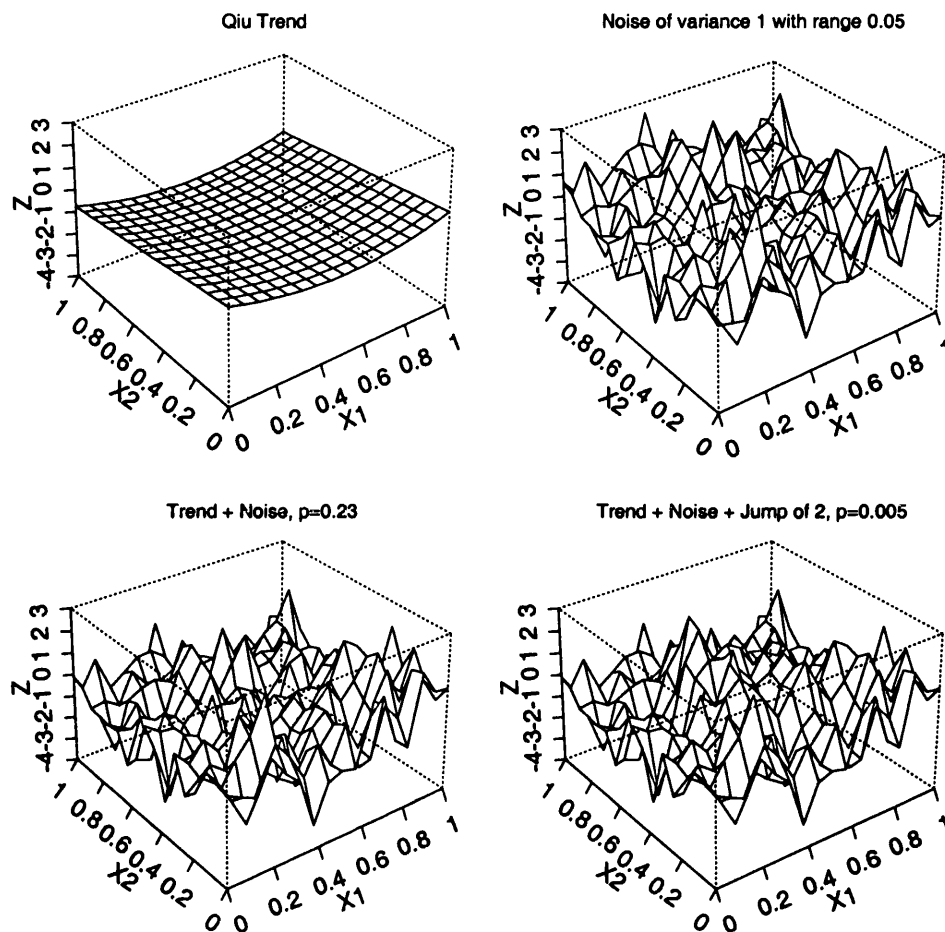 Qiu Trend
Z
-4-3-2-1 0 1 2 3
X2
1 0.8 0.6 0.4 0.2 0
X1
0 0.2 0.4 0.6 0.8 1
Noise of variance 1 with range 0.05
Z
-4-3-2-1 0 1 2 3
X2
1 0.8 0.6 0.4 0.2 0
X1
0 0.2 0.4 0.6 0.8 1
Trend + Noise, p=0.23
Z
-4-3-2-1 0 1 2 3
X2
1 0.8 0.6 0.4 0.2 0
X1
0 0.2 0.4 0.6 0.8 1
Trend + Noise + Jump of 2, p=0.005
Z
-4-3-2-1 0 1 2 3
X2
1 0.8 0.6 0.4 0.2 0
X1
0 0.2 0.4 0.6 0.8 1